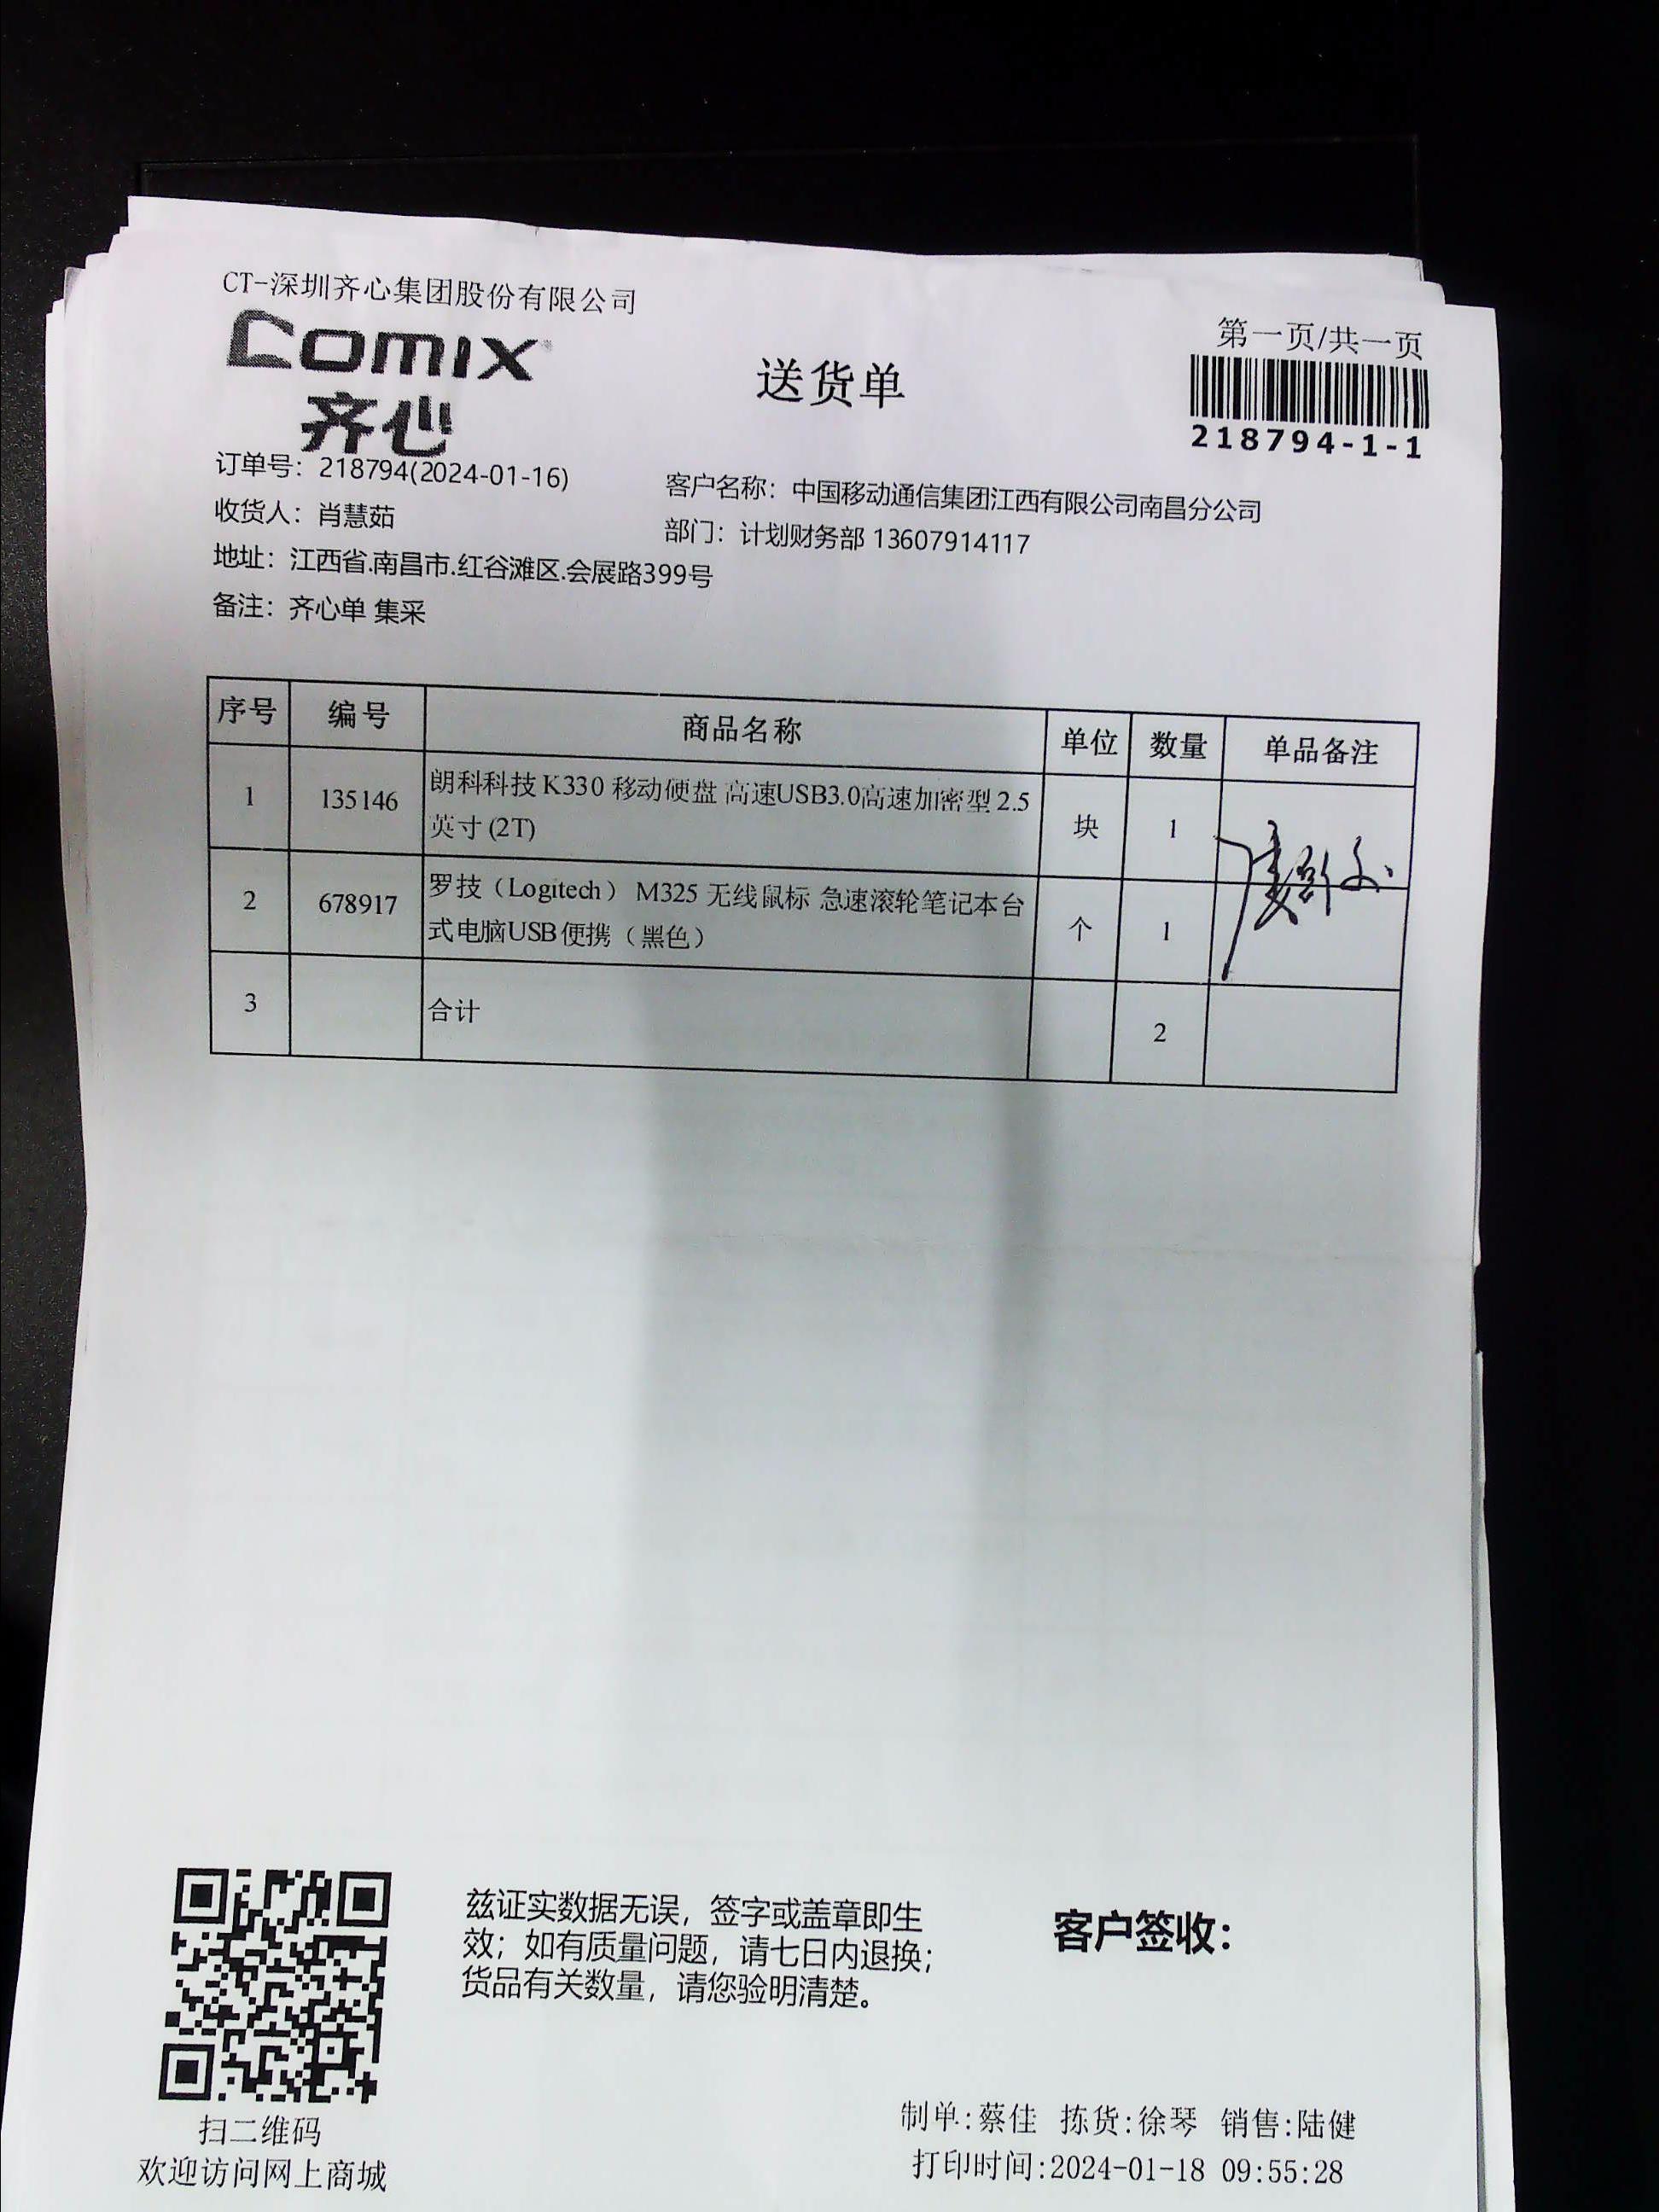 CT-深圳齐心集团股份有限公司
comix
齐心
送货单
第一页/共一页
218794-1-1
订单号：218794(2024-01-16)
客户名称：中国移动通信集团江西有限公司南昌分公司
收货人：肖慧茹
部门：计划财务部 13607914117
地址：江西省.南昌市.红谷滩区.会展路399号
备注：齐心单 集采
序号 编号 商品名称 单位 数量 单品备注
1 135146 朗科科技 K330 移动硬盘 高速USB3.0高速加密型 2.5 块 1
英寸 (2T)
2 678917 罗技（Logitech） M325 无线鼠标 急速滚轮笔记本台 个 1
式电脑USB便携（黑色）
3 合计 2
兹证实数据无误，签字或盖章即生
效；如有质量问题，请七日内退换；
货品有关数量，请您验明清楚。
客户签收：
扫二维码
欢迎访问网上商城
制单:蔡佳 拣货:徐琴 销售:陆健
打印时间:2024-01-18 09:55:28